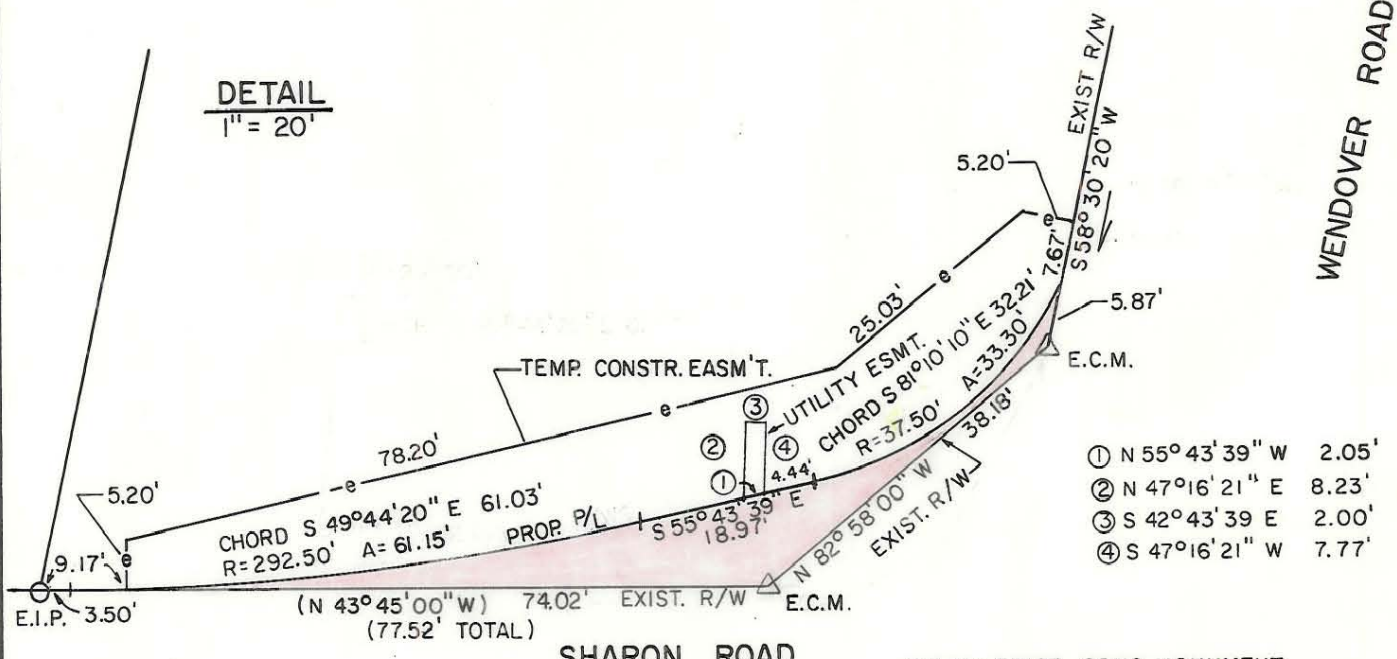 DETAIL
1" = 20'
WENDOVER ROAD
EXIST R/W
S 58° 30' 20" W
5.20'
7.67'
5.87'
E.C.M.
25.03'
TEMP. CONSTR. EASM'T.
UTILITY ESMT.
CHORD S 81° 10' 10" E 32.21'
R=37.50' A=33.30'
38.18'
78.20'
5.20'
CHORD S 49° 44' 20" E 61.03'
R=292.50' A=61.15'
PROP. P/L
S 55° 43' 39" E
18.97'
4.44'
①
②
③
④
e
e
e
e
e
N 82° 58' 00" W
EXIST. R/W
① N 55° 43' 39" W 2.05'
② N 47° 16' 21" E 8.23'
③ S 42° 43' 39 E 2.00'
④ S 47° 16' 21" W 7.77'
9.17'
E.I.P. 3.50'
(N 43° 45' 00" W) 74.02' EXIST. R/W
(77.52' TOTAL)
E.C.M.
SHARON ROAD